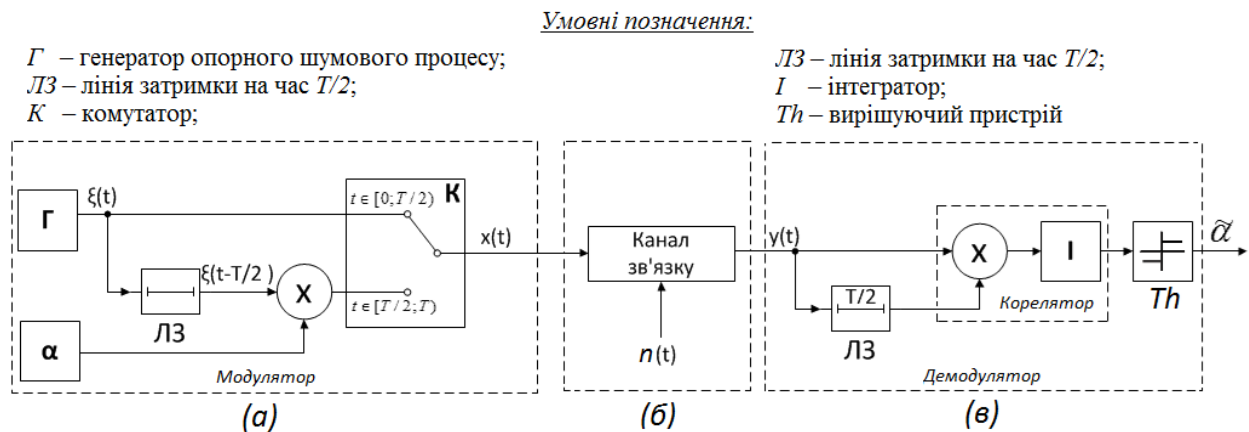 Умовні позначення:
Г – генератор опорного шумового процесу;
ЛЗ – лінія затримки на час T/2;
К – комутатор;
ЛЗ – лінія затримки на час T/2;
І – інтегратор;
Th – вирішуючий пристрій
Г
ξ(t)
t ∈ [0; T/2)
К
ξ(t-T/2 )
X
ЛЗ
t ∈ [T/2; T)
α
Модулятор
x(t)
Канал
зв'язку
n(t)
y(t)
X
І
Корелятор
T/2
ЛЗ
Th
α̃
Демодулятор
(а)
(б)
(в)